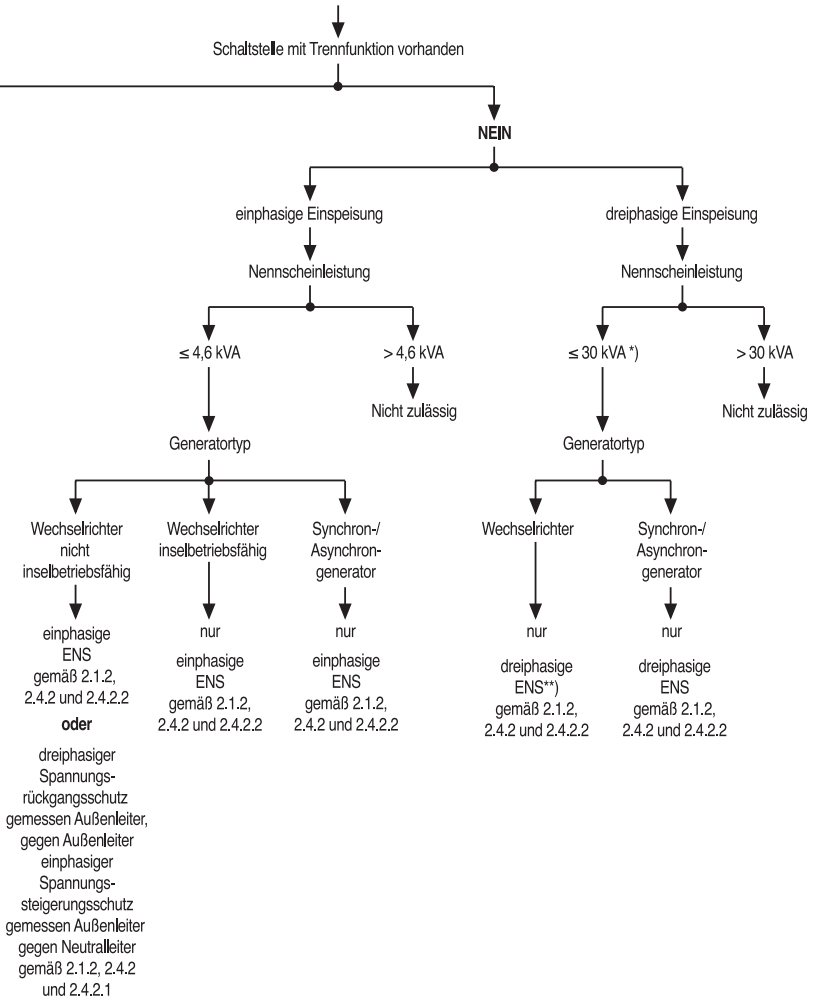 Schaltstelle mit Trennfunktion vorhanden
NEIN
einphasige Einspeisung
dreiphasige Einspeisung
Nennscheinleistung
Nennscheinleistung
≤ 4,6 kVA
> 4,6 kVA
≤ 30 kVA *)
> 30 kVA
Nicht zulässig
Nicht zulässig
Generatortyp
Generatortyp
Wechselrichter
nicht
inselbetriebsfähig
Wechselrichter
inselbetriebsfähig
Synchron-/
Asynchron-
generator
Wechselrichter
Synchron-/
Asynchron-
generator
einphasige
ENS
gemäß 2.1.2,
2.4.2 und 2.4.2.2
oder
dreiphasiger
Spannungs-
rückgangsschutz
gemessen Außenleiter,
gegen Außenleiter
einphasiger
Spannungs-
steigerungsschutz
gemessen Außenleiter
gegen Neutralleiter
gemäß 2.1.2, 2.4.2
und 2.4.2.1
nur
einphasige
ENS
gemäß 2.1.2,
2.4.2 und 2.4.2.2
nur
einphasige
ENS
gemäß 2.1.2,
2.4.2 und 2.4.2.2
nur
dreiphasige
ENS**)
gemäß 2.1.2,
2.4.2 und 2.4.2.2
nur
dreiphasige
ENS
gemäß 2.1.2,
2.4.2 und 2.4.2.2